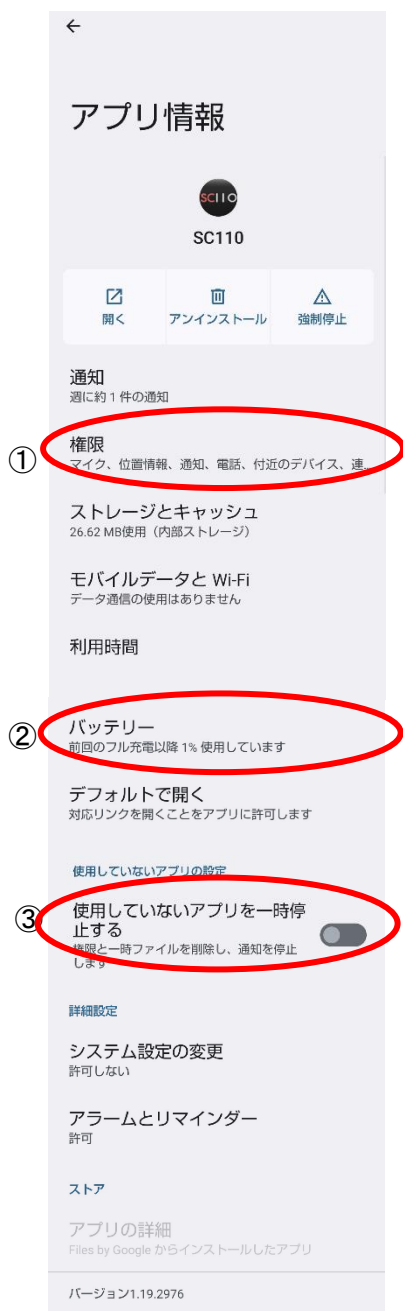 ←
アプリ情報
SC110
SC110
開く アンインストール 強制停止
通知
週に約 1 件の通知
①
権限
マイク、位置情報、通知、電話、付近のデバイス、連...
ストレージとキャッシュ
26.62 MB使用（内部ストレージ）
モバイルデータと Wi-Fi
データ通信の使用はありません
利用時間
②
バッテリー
前回のフル充電以降 1% 使用しています
デフォルトで開く
対応リンクを開くことをアプリに許可します
使用していないアプリの設定
③
使用していないアプリを一時停
止する
権限と一時ファイルを削除し、通知を停止
します
詳細設定
システム設定の変更
許可しない
アラームとリマインダー
許可
ストア
アプリの詳細
Files by Google からインストールしたアプリ
バージョン1.19.2976